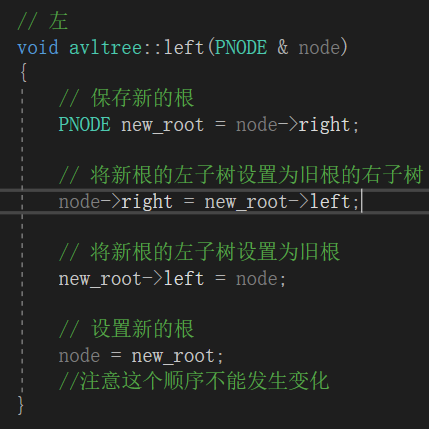 // 左
void avltree::left(PNODE & node)
{
// 保存新的根
PNODE new_root = node->right;
// 将新根的左子树设置为旧根的右子树
node->right = new_root->left;
// 将新根的左子树设置为旧根
new_root->left = node;
// 设置新的根
node = new_root;
//注意这个顺序不能发生变化
}